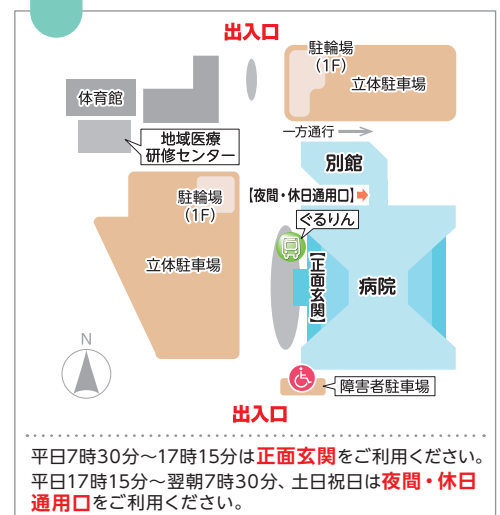 出入口
駐輪場
(1F)
立体駐車場
体育館
地域医療
研修センター
一方通行
別館
駐輪場
(1F)
【夜間・休日通用口】
ぐるりん
立体駐車場
【正面玄関】
病院
N
障害者駐車場
出入口
平日7時30分～17時15分は正面玄関をご利用ください。
平日17時15分～翌朝7時30分、土日祝日は夜間・休日
通用口をご利用ください。